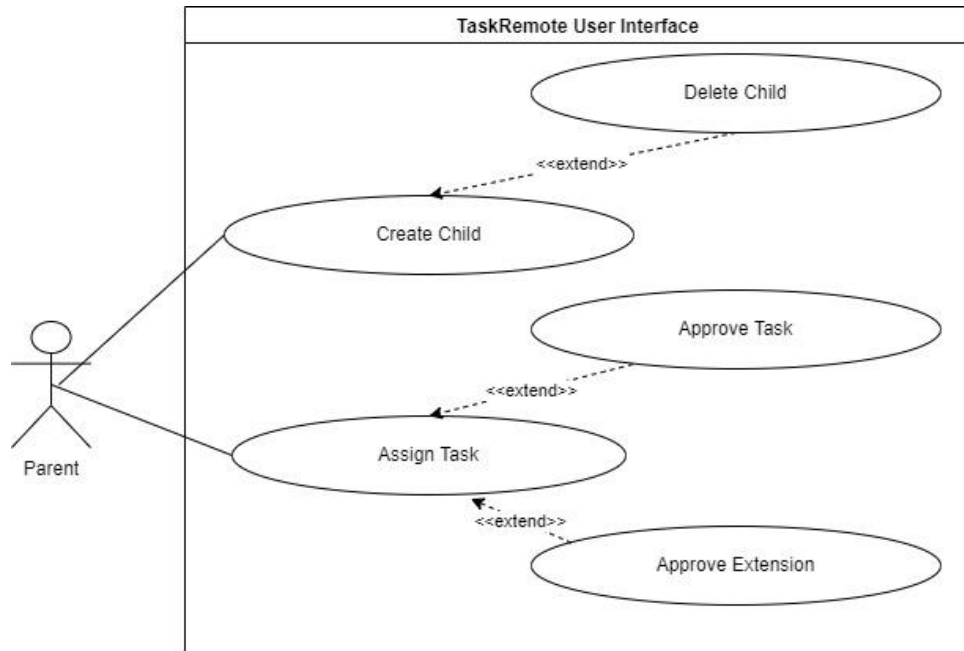 TaskRemote User Interface
Delete Child
<<extend>>
Create Child
Approve Task
<<extend>>
Assign Task
Parent
<<extend>>
Approve Extension